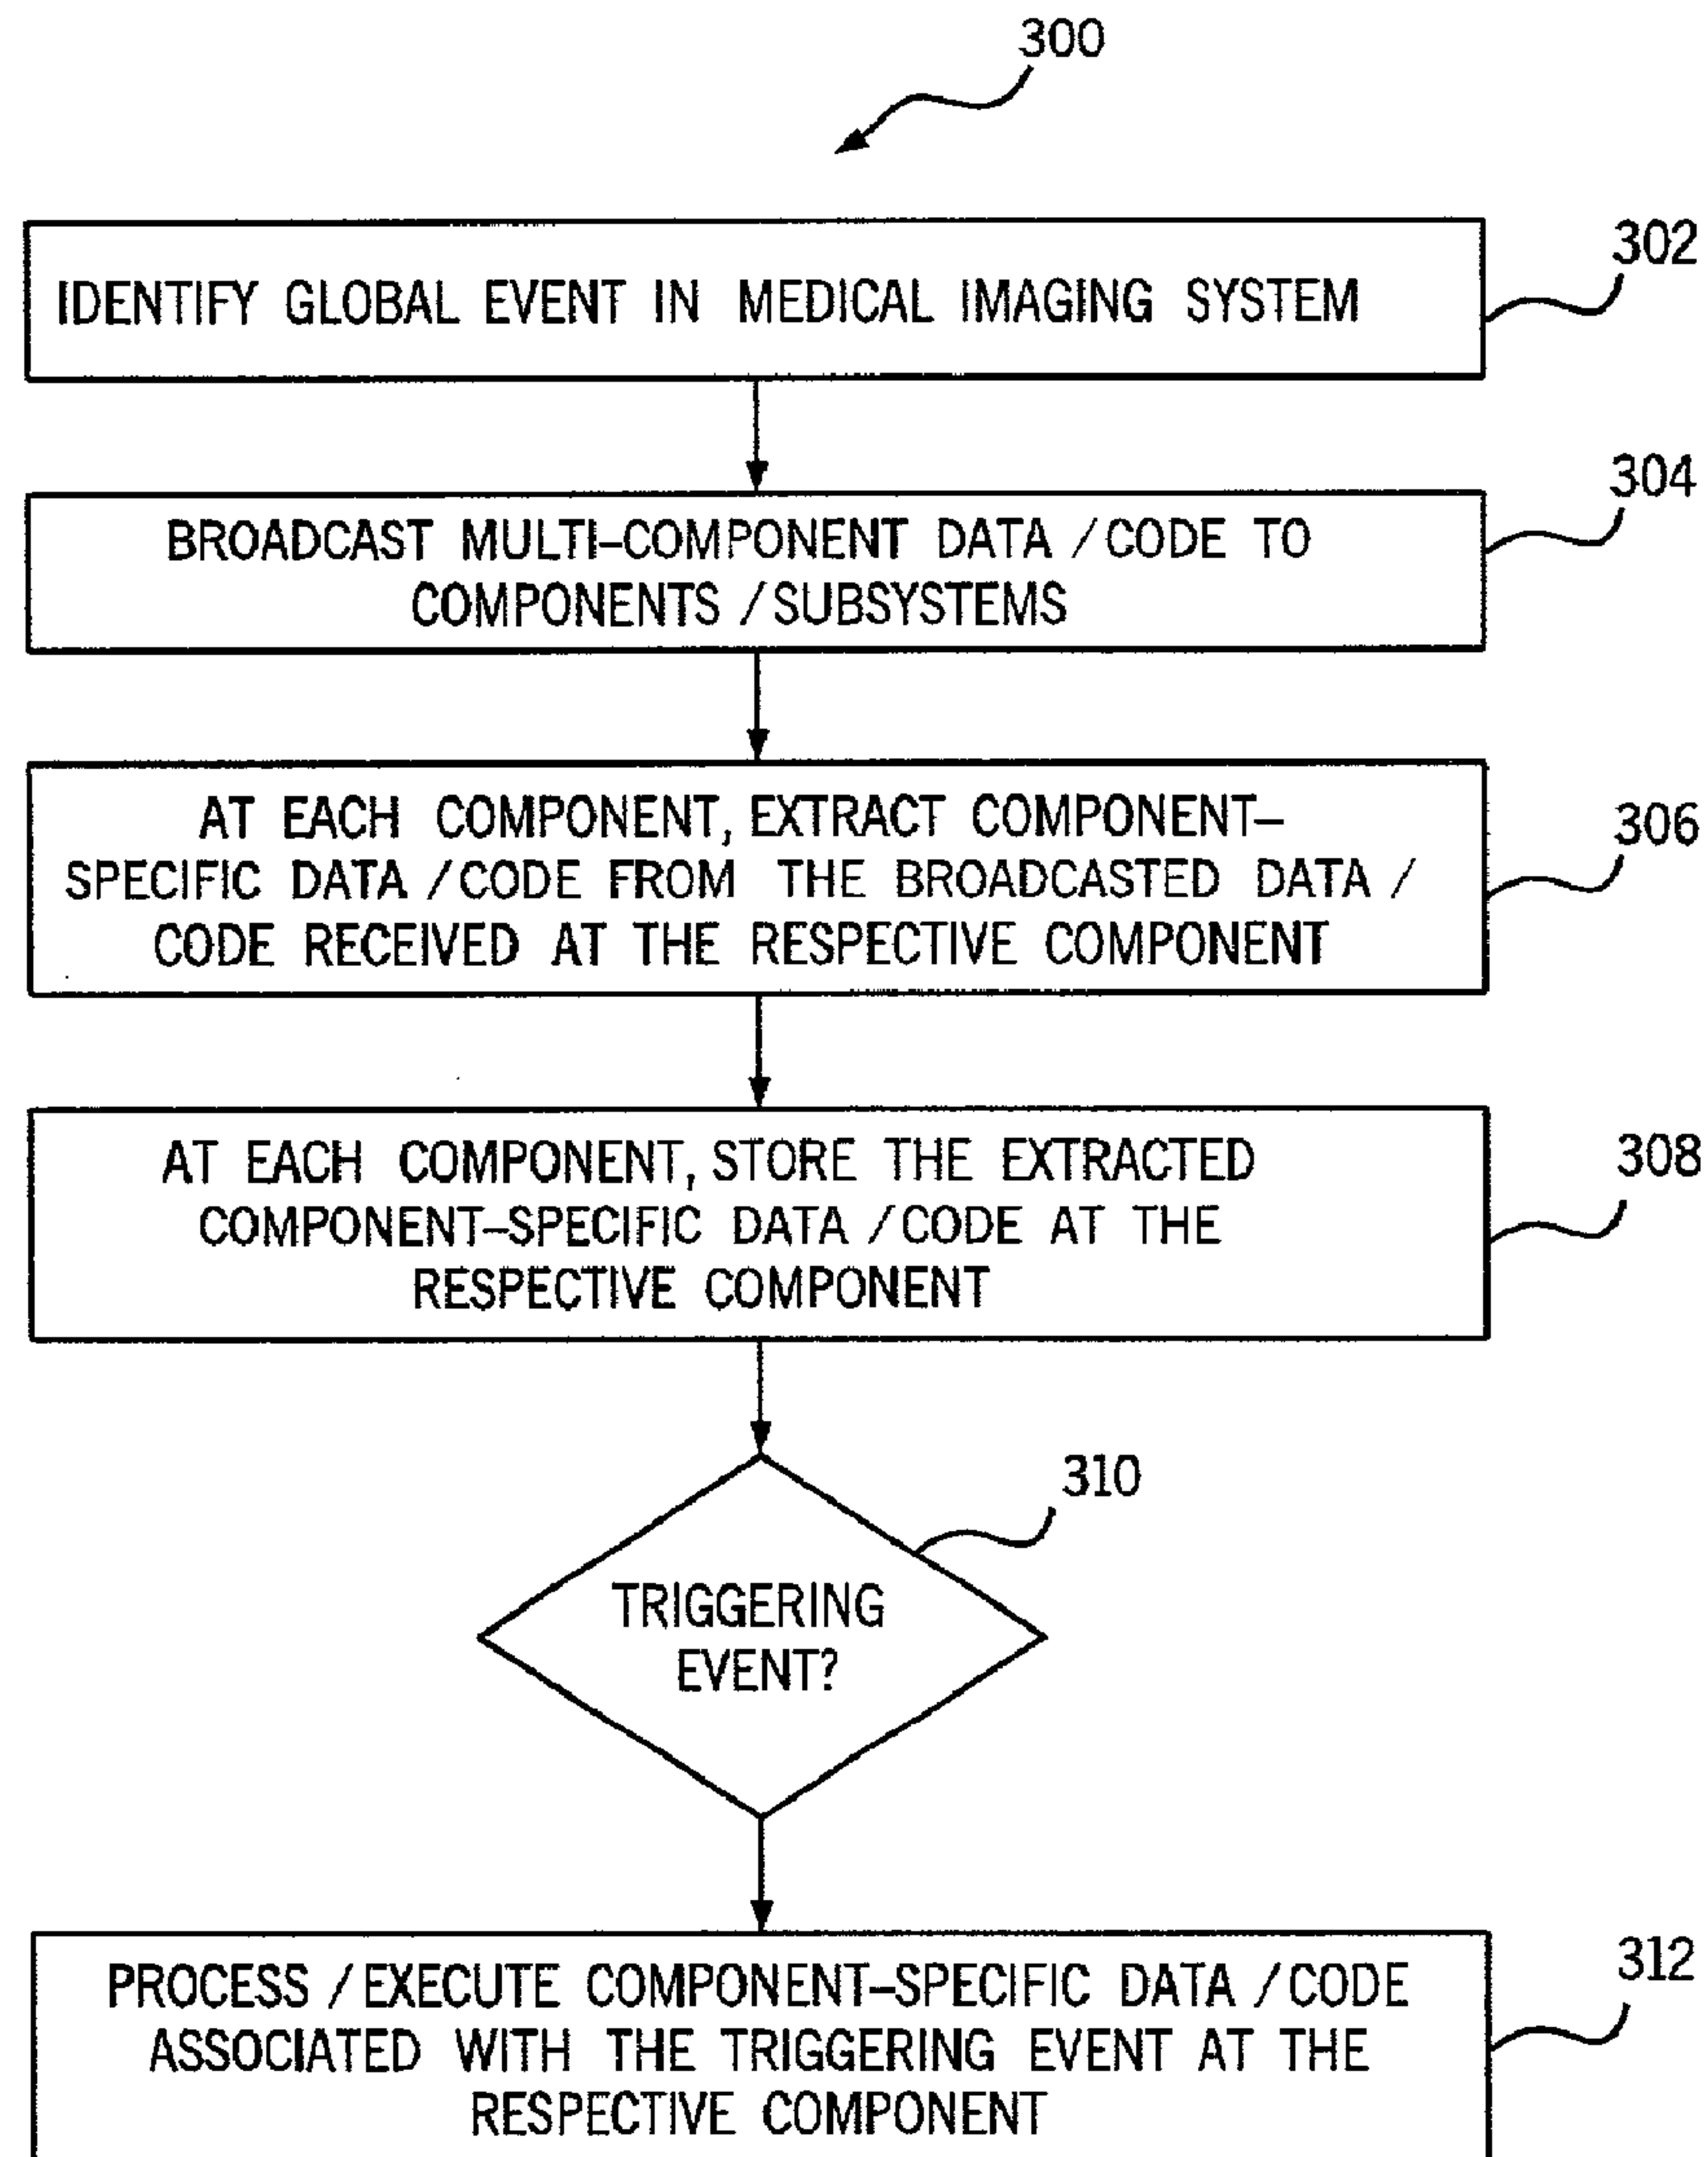 300
IDENTIFY GLOBAL EVENT IN MEDICAL IMAGING SYSTEM
302
BROADCAST MULTI-COMPONENT DATA / CODE TO
COMPONENTS / SUBSYSTEMS
304
AT EACH COMPONENT, EXTRACT COMPONENT-
SPECIFIC DATA / CODE FROM THE BROADCASTED DATA /
CODE RECEIVED AT THE RESPECTIVE COMPONENT
306
AT EACH COMPONENT, STORE THE EXTRACTED
COMPONENT-SPECIFIC DATA / CODE AT THE
RESPECTIVE COMPONENT
308
TRIGGERING
EVENT?
310
PROCESS / EXECUTE COMPONENT-SPECIFIC DATA / CODE
ASSOCIATED WITH THE TRIGGERING EVENT AT THE
RESPECTIVE COMPONENT
312